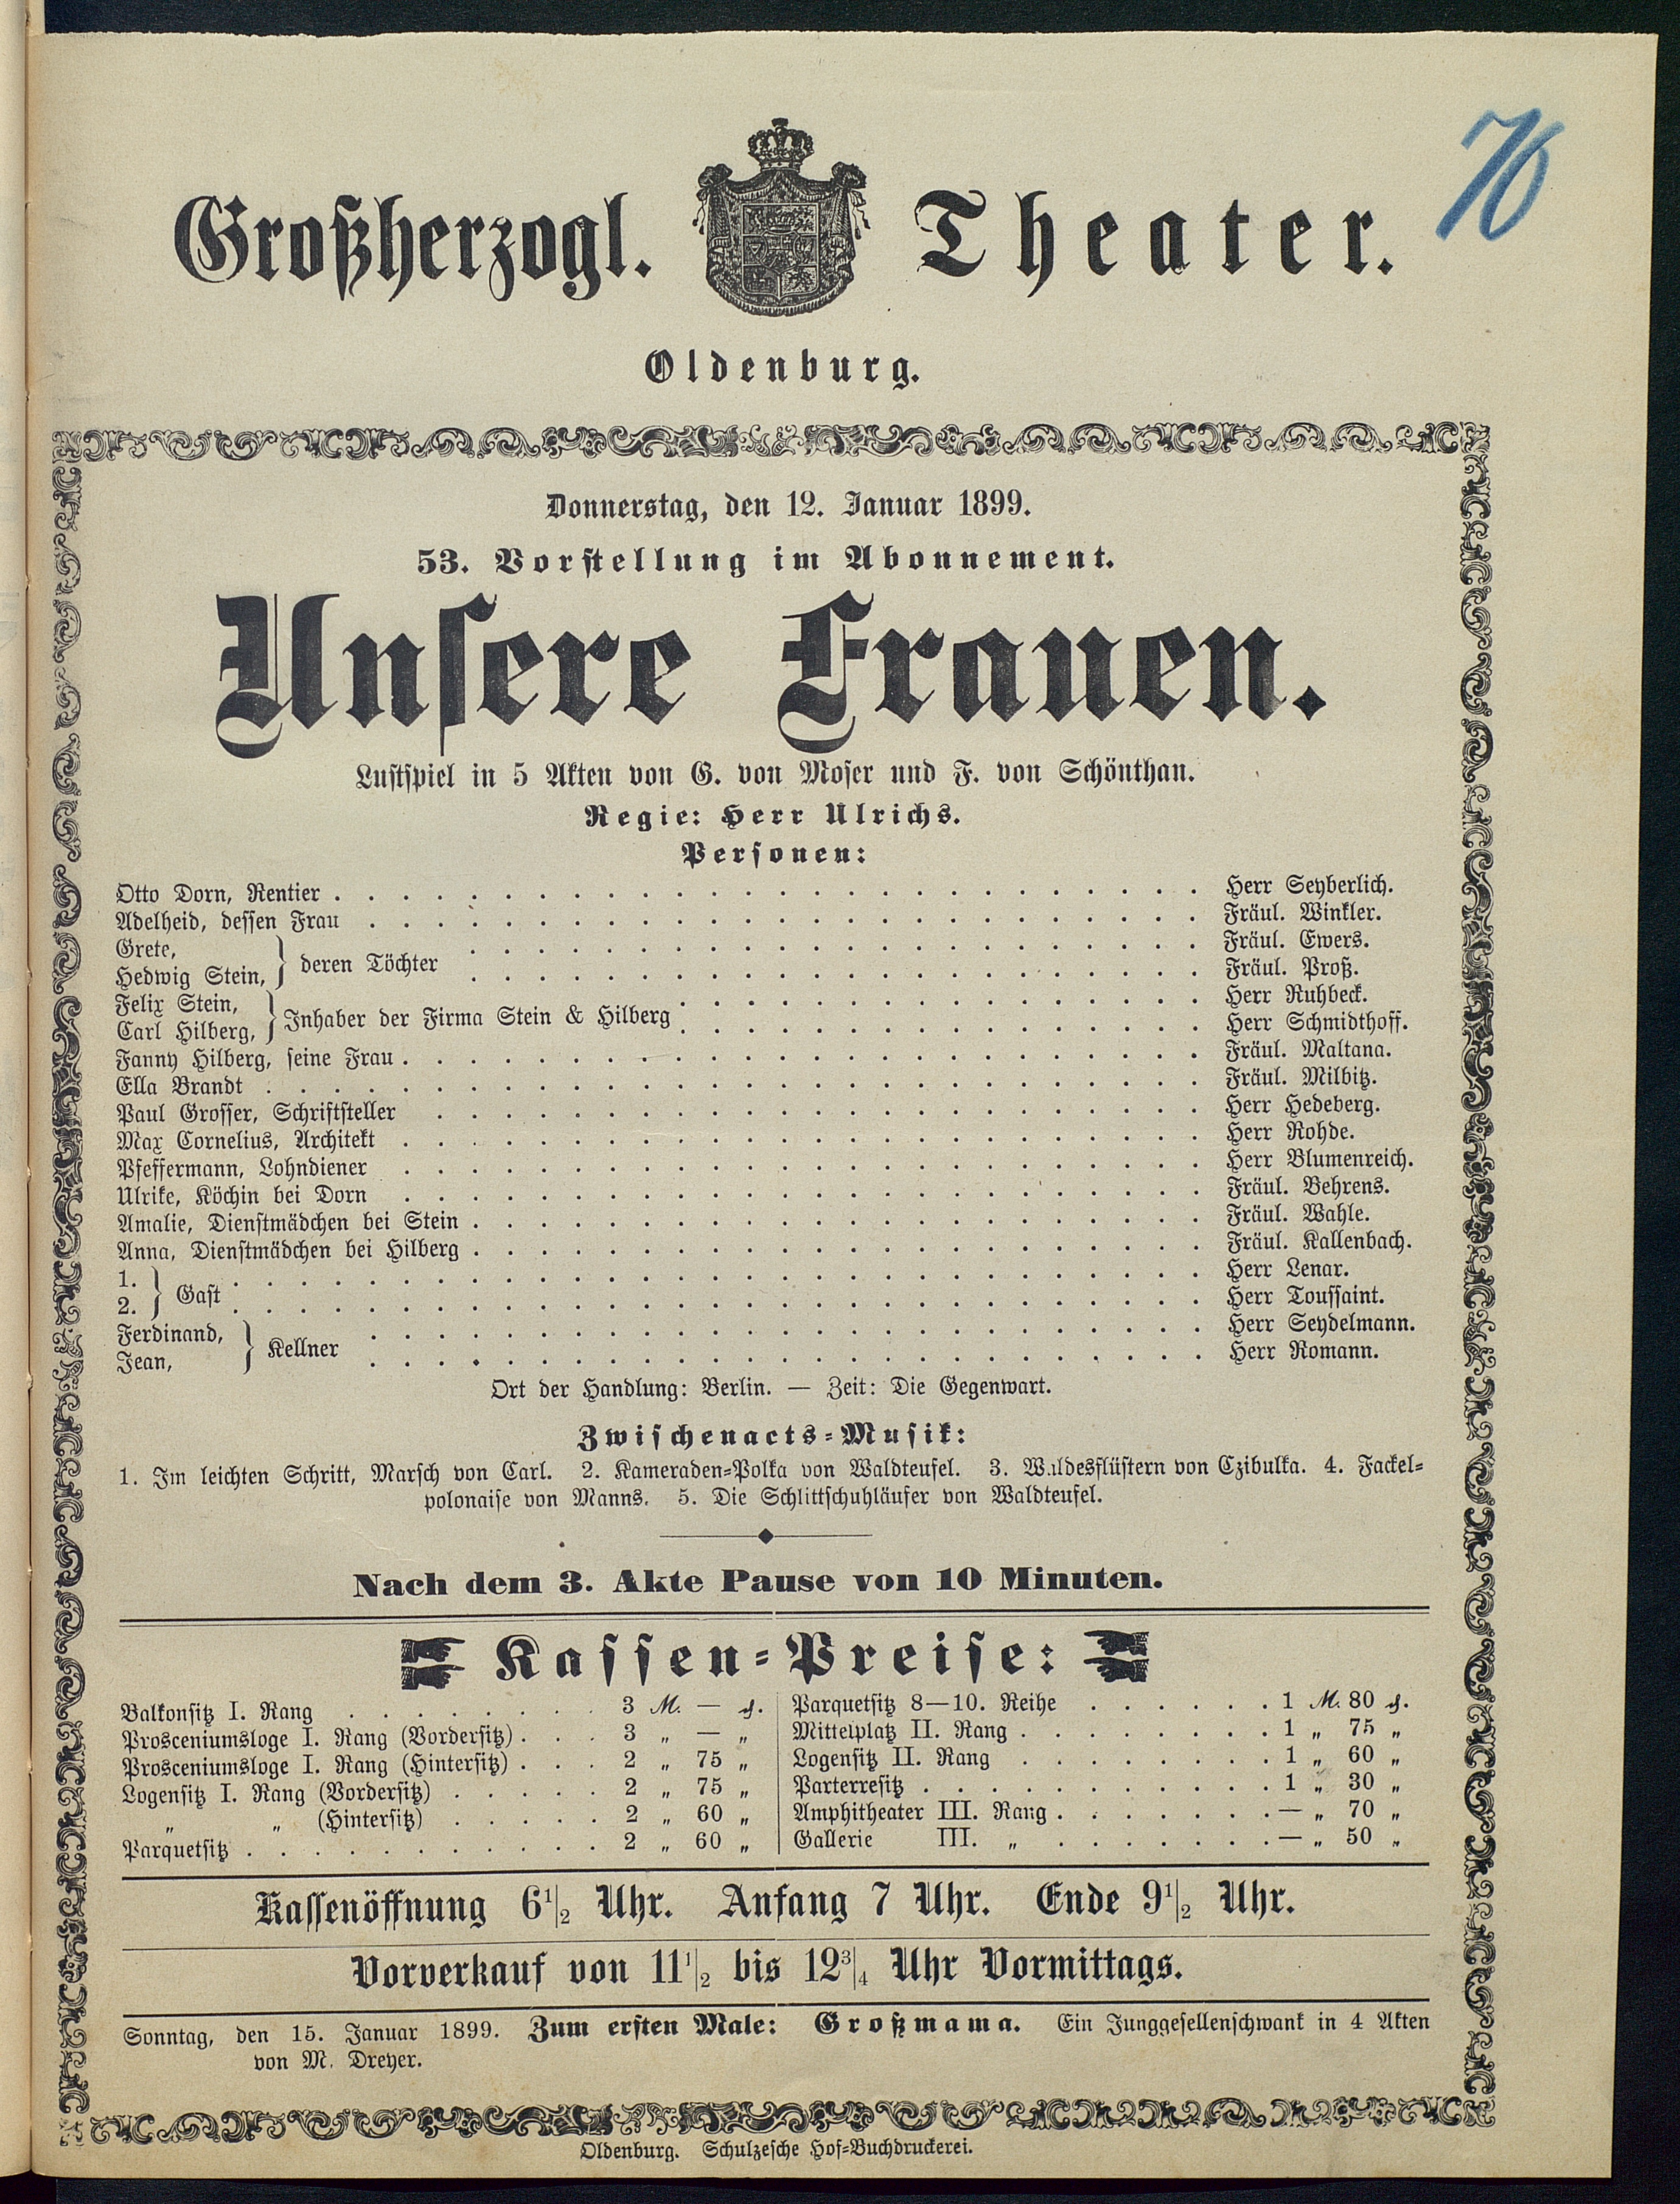 76
Großherzogl. Theater.
Oldenburg.
Donnerstag, den 12. Januar 1899.
53. Vorstellung im Abonnement.
Unsere Frauen.
Lustspiel in 5 Akten von G. von Moser und F. von Schönthan.
Regie: Herr Ulrichs.
Personen:
Otto Dorn, Rentier . . . . Herr Seyberlich.
Adelheid, dessen Frau . . . . Fräul. Winkler.
Grete, } deren Töchter . . . . Fräul. Ewers.
Hedwig Stein, . . . . Fräul. Proß.
Felix Stein, } Inhaber der Firma Stein & Hilberg . . . . Herr Ruhbeck.
Carl Hilberg, . . . . Herr Schmidthoff.
Fanny Hilberg, seine Frau . . . . Fräul. Maltana.
Ella Brandt . . . . Fräul. Milbitz.
Paul Grosser, Schriftsteller . . . . Herr Hedeberg.
Max Cornelius, Architekt . . . . Herr Rohde.
Pfeffermann, Lohndiener . . . . Herr Blumenreich.
Ulrike, Köchin bei Dorn . . . . Fräul. Behrens.
Amalie, Dienstmädchen bei Stein . . . . Fräul. Wahle.
Anna, Dienstmädchen bei Hilberg . . . . Fräul. Kallenbach.
1. } Gast . . . . Herr Lenar.
2. . . . . Herr Toussaint.
Ferdinand, } Kellner . . . . Herr Seydelmann.
Jean, . . . . Herr Romann.
Ort der Handlung: Berlin. — Zeit: Die Gegenwart.
Zwischenacts-Musik:
1. Im leichten Schritt, Marsch von Carl. 2. Kameraden-Polka von Waldteufel. 3. Waldesflüstern von Czibulka. 4. Fackel-
polonaise von Manns. 5. Die Schlittschuhläufer von Waldteufel.
Nach dem 3. Akte Pause von 10 Minuten.
Kassen-Preise:
Balkonsitz I. Rang . . . . 3 M. — ₰.
Prosceniumsloge I. Rang (Vordersitz) . . . 3 „ — „
Prosceniumsloge I. Rang (Hintersitz) . . . 2 „ 75 „
Logensitz I. Rang (Vordersitz) . . . . 2 „ 75 „
„ „ (Hintersitz) . . . . 2 „ 60 „
Parquetsitz . . . . 2 „ 60 „
Parquetsitz 8—10. Reihe . . . . 1 M. 80 ₰.
Mittelplatz II. Rang . . . . 1 „ 75 „
Logensitz II. Rang . . . . 1 „ 60 „
Parterresitz . . . . 1 „ 30 „
Amphitheater III. Rang . . . . — „ 70 „
Gallerie III. „ . . . . — „ 50 „
Kassenöffnung 6 1/2 Uhr. Anfang 7 Uhr. Ende 9 1/2 Uhr.
Vorverkauf von 11 1/2 bis 12 3/4 Uhr Vormittags.
Sonntag, den 15. Januar 1899. Zum ersten Male: Großmama. Ein Junggesellenschwank in 4 Akten
von M. Dreyer.
Oldenburg. Schulzesche Hof-Buchdruckerei.